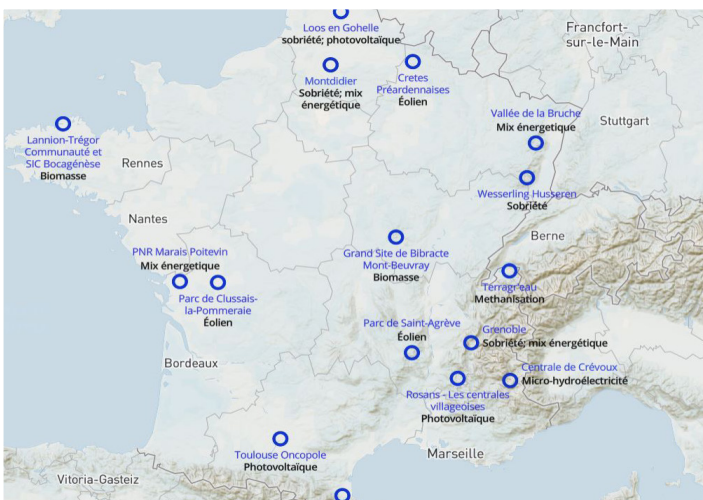 Loos en Gohelle
sobriété; photovoltaïque
Francfort-
sur-le-Main
Montdidier
Sobriété; mix
énergétique
Cretes
Préardennaises
Éolien
Vallée de la Bruche
Mix énergetique
Stuttgart
Lannion-Trégor
Communauté et
SIC Bocagénèse
Biomasse
Rennes
Wesserling Husseren
Sobriété
Nantes
Berne
PNR Marais Poitevin
Mix énergetique
Grand Site de Bibracte
Mont-Beuvray
Biomasse
Parc de Clussais-
la-Pommeraie
Éolien
Terragr'eau
Methanisation
Parc de Saint-Agrève
Éolien
Grenoble
Sobriété; mix énergétique
Bordeaux
Centrale de Crévoux
Micro-hydroélectricité
Rosans - Les centrales
villageoises
Photovoltaïque
Toulouse Oncopole
Photovoltaïque
Marseille
Vitoria-Gasteiz